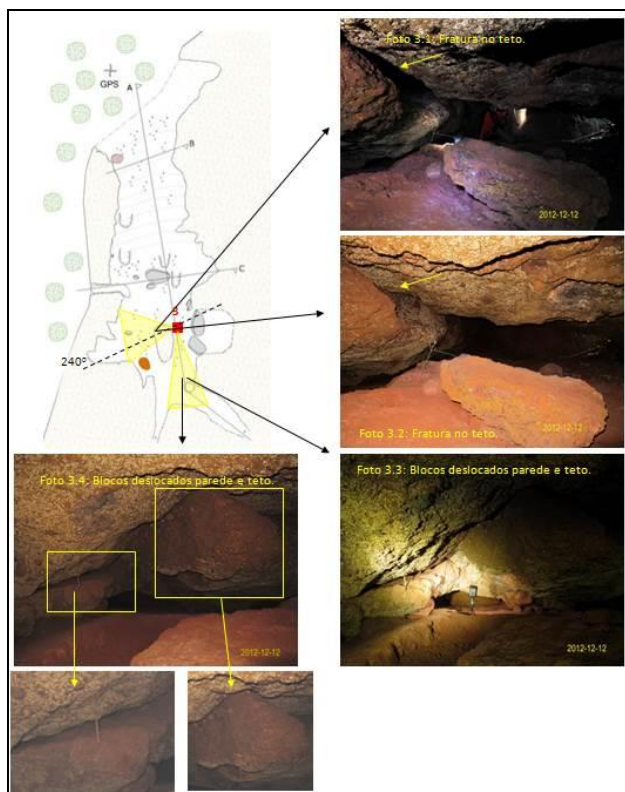 GPS
A
B
C
3
240º
Foto 3.1: Fratura no teto.
2012-12-12
2012-12-12
Foto 3.2: Fratura no teto.
Foto 3.4: Blocos deslocados parede e teto.
2012-12-12
Foto 3.3: Blocos deslocados parede e teto.
2012-12-12